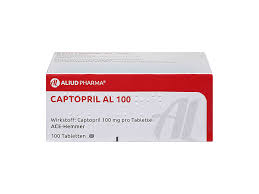 ALIUD PHARMA®
CAPTOPRIL AL 100
Wirkstoff: Captopril 100 mg pro Tablette
ACE-Hemmer
100 Tabletten